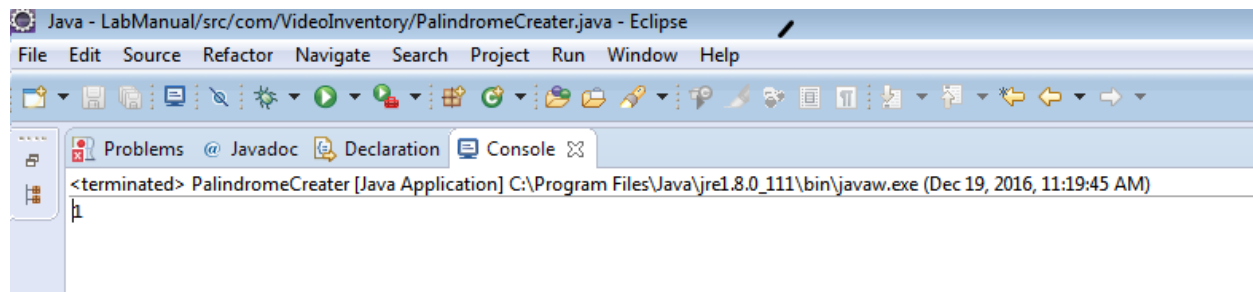 Java - LabManual/src/com/VideoInventory/PalindromeCreater.java - Eclipse
File Edit Source Refactor Navigate Search Project Run Window Help
Problems @ Javadoc Declaration Console
<terminated> PalindromeCreater [Java Application] C:\Program Files\Java\jre1.8.0_111\bin\javaw.exe (Dec 19, 2016, 11:19:45 AM)
1